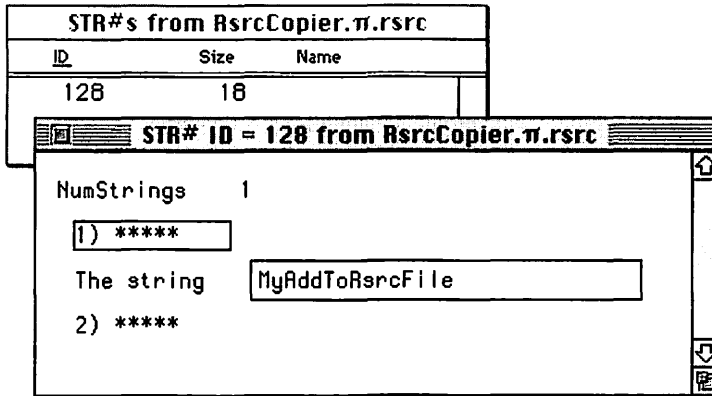 STR#s from RsrcCopier.π.rsrc
ID Size Name
128 18
STR# ID = 128 from RsrcCopier.π.rsrc
NumStrings 1
1) *****
The string MyAddToRsrcFile
2) *****